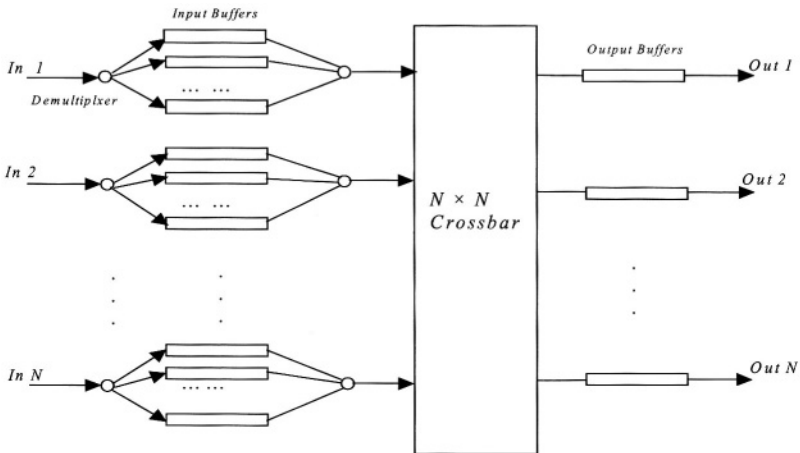 Input Buffers
In 1
Demultiplxer
... ...
Output Buffers
Out 1
In 2
... ...
N × N
Crossbar
Out 2
In N
... ...
Out N